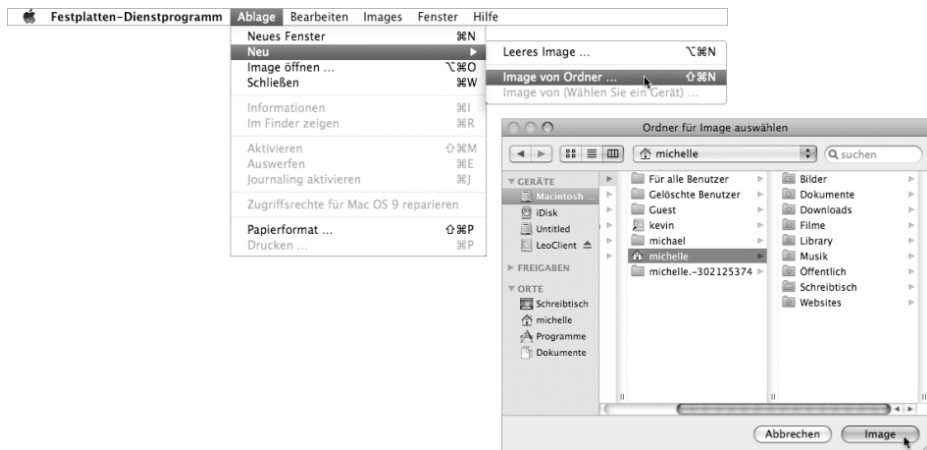 Festplatten-Dienstprogramm Ablage Bearbeiten Images Fenster Hilfe
Neues Fenster ⌘N
Neu
Image öffnen ... ⌥⌘O
Schließen ⌘W
Informationen ⌘I
Im Finder zeigen ⌘R
Aktivieren ⇧⌘M
Auswerfen ⌘E
Journaling aktivieren ⌘J
Zugriffsrechte für Mac OS 9 reparieren
Papierformat ... ⇧⌘P
Drucken ... ⌘P
Leeres Image ... ⌥⌘N
Image von Ordner ... ⇧⌘N
Image von (Wählen Sie ein Gerät) ...
Ordner für Image auswählen
michelle
suchen
GERÄTE
Macintosh ...
iDisk
Untitled
LeoClient
FREIGABEN
ORTE
Schreibtisch
michelle
Programme
Dokumente
Für alle Benutzer
Gelöschte Benutzer
Guest
kevin
michael
michelle
michelle.-302125374
Bilder
Dokumente
Downloads
Filme
Library
Musik
Öffentlich
Schreibtisch
Websites
Abbrechen
Image